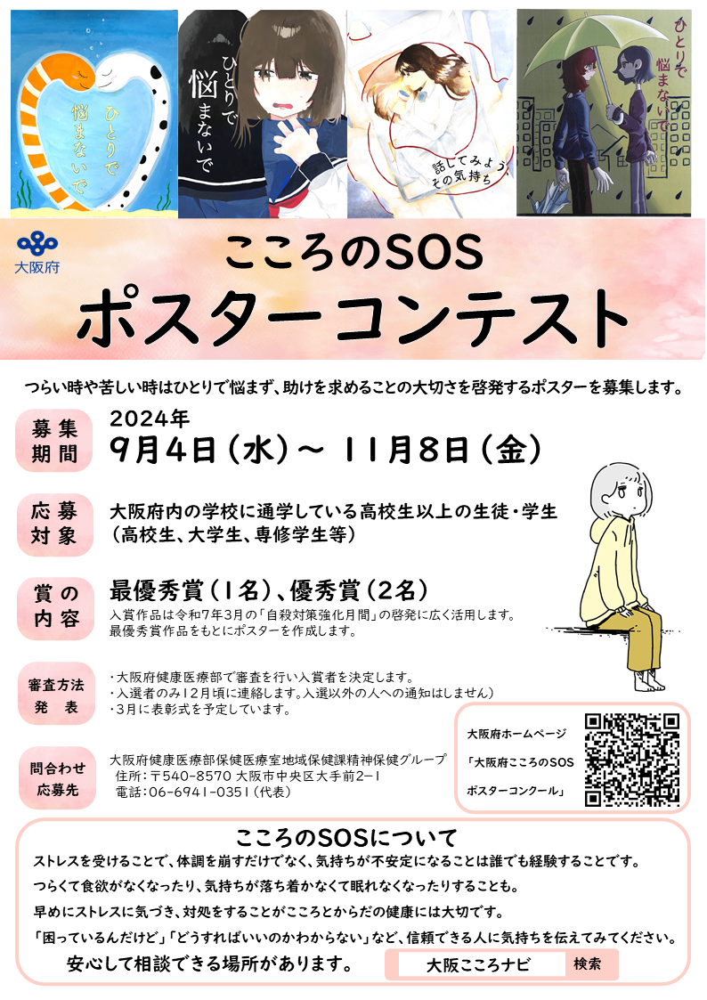 ひとりで
悩まないで
ひとりで
悩まないで
話してみよう、
その気持ち
ひとりで
悩まないで
大阪府
こころのSOS
ポスターコンテスト
つらい時や苦しい時はひとりで悩まず、助けを求めることの大切さを啓発するポスターを募集します。
募集
期間
2024年
9月4日(水)~ 11月8日(金)
応募
対象
大阪府内の学校に通学している高校生以上の生徒・学生
(高校生、大学生、専修学生等)
賞の
内容
最優秀賞(1名)、優秀賞(2名)
入賞作品は令和7年3月の「自殺対策強化月間」の啓発に広く活用します。
最優秀賞作品をもとにポスターを作成します。
審査方法
発 表
・大阪府健康医療部で審査を行い入賞者を決定します。
・入選者のみ12月頃に連絡します。入選以外の人への通知はしません)
・3月に表彰式を予定しています。
問合わせ
応募先
大阪府健康医療部保健医療室地域保健課精神保健グループ
住所:〒540-8570 大阪市中央区大手前2-1
電話:06-6941-0351(代表)
大阪府ホームページ
「大阪府こころのSOS
ポスターコンクール」
こころのSOSについて
ストレスを受けることで、体調を崩すだけでなく、気持ちが不安定になることは誰でも経験することです。
つらくて食欲がなくなったり、気持ちが落ち着かなくて眠れなくなったりすることも。
早めにストレスに気づき、対処をすることがこころとからだの健康には大切です。
「困っているんだけど」「どうすればいいのかわからない」など、信頼できる人に気持ちを伝えてみてください。
安心して相談できる場所があります。
大阪こころナビ 検索